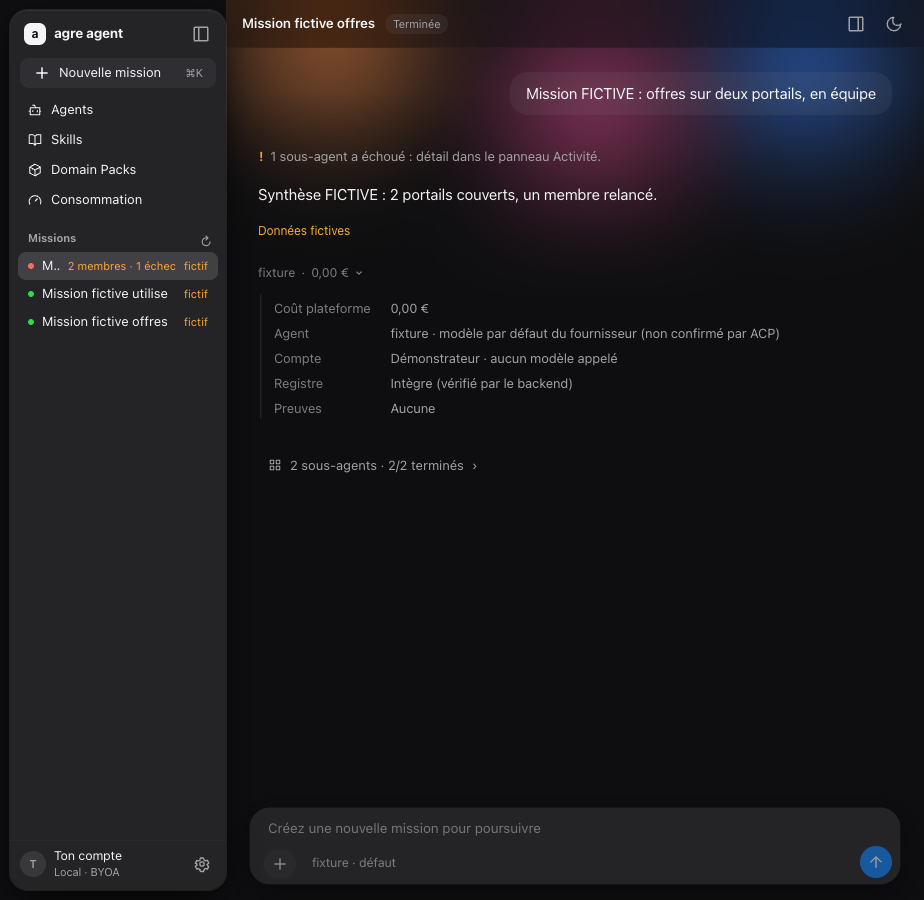 a agre agent
Nouvelle mission ⌘K
Agents
Skills
Domain Packs
Consommation
Missions
M.. 2 membres · 1 échec fictif
Mission fictive utilise fictif
Mission fictive offres fictif
T
Ton compte
Local · BYOA
Mission fictive offres Terminée
Mission FICTIVE : offres sur deux portails, en équipe
! 1 sous-agent a échoué : détail dans le panneau Activité.
Synthèse FICTIVE : 2 portails couverts, un membre relancé.
Données fictives
fixture · 0,00 €
Coût plateforme 0,00 €
Agent fixture · modèle par défaut du fournisseur (non confirmé par ACP)
Compte Démonstrateur · aucun modèle appelé
Registre Intègre (vérifié par le backend)
Preuves Aucune
2 sous-agents · 2/2 terminés ›
Créez une nouvelle mission pour poursuivre
fixture · défaut